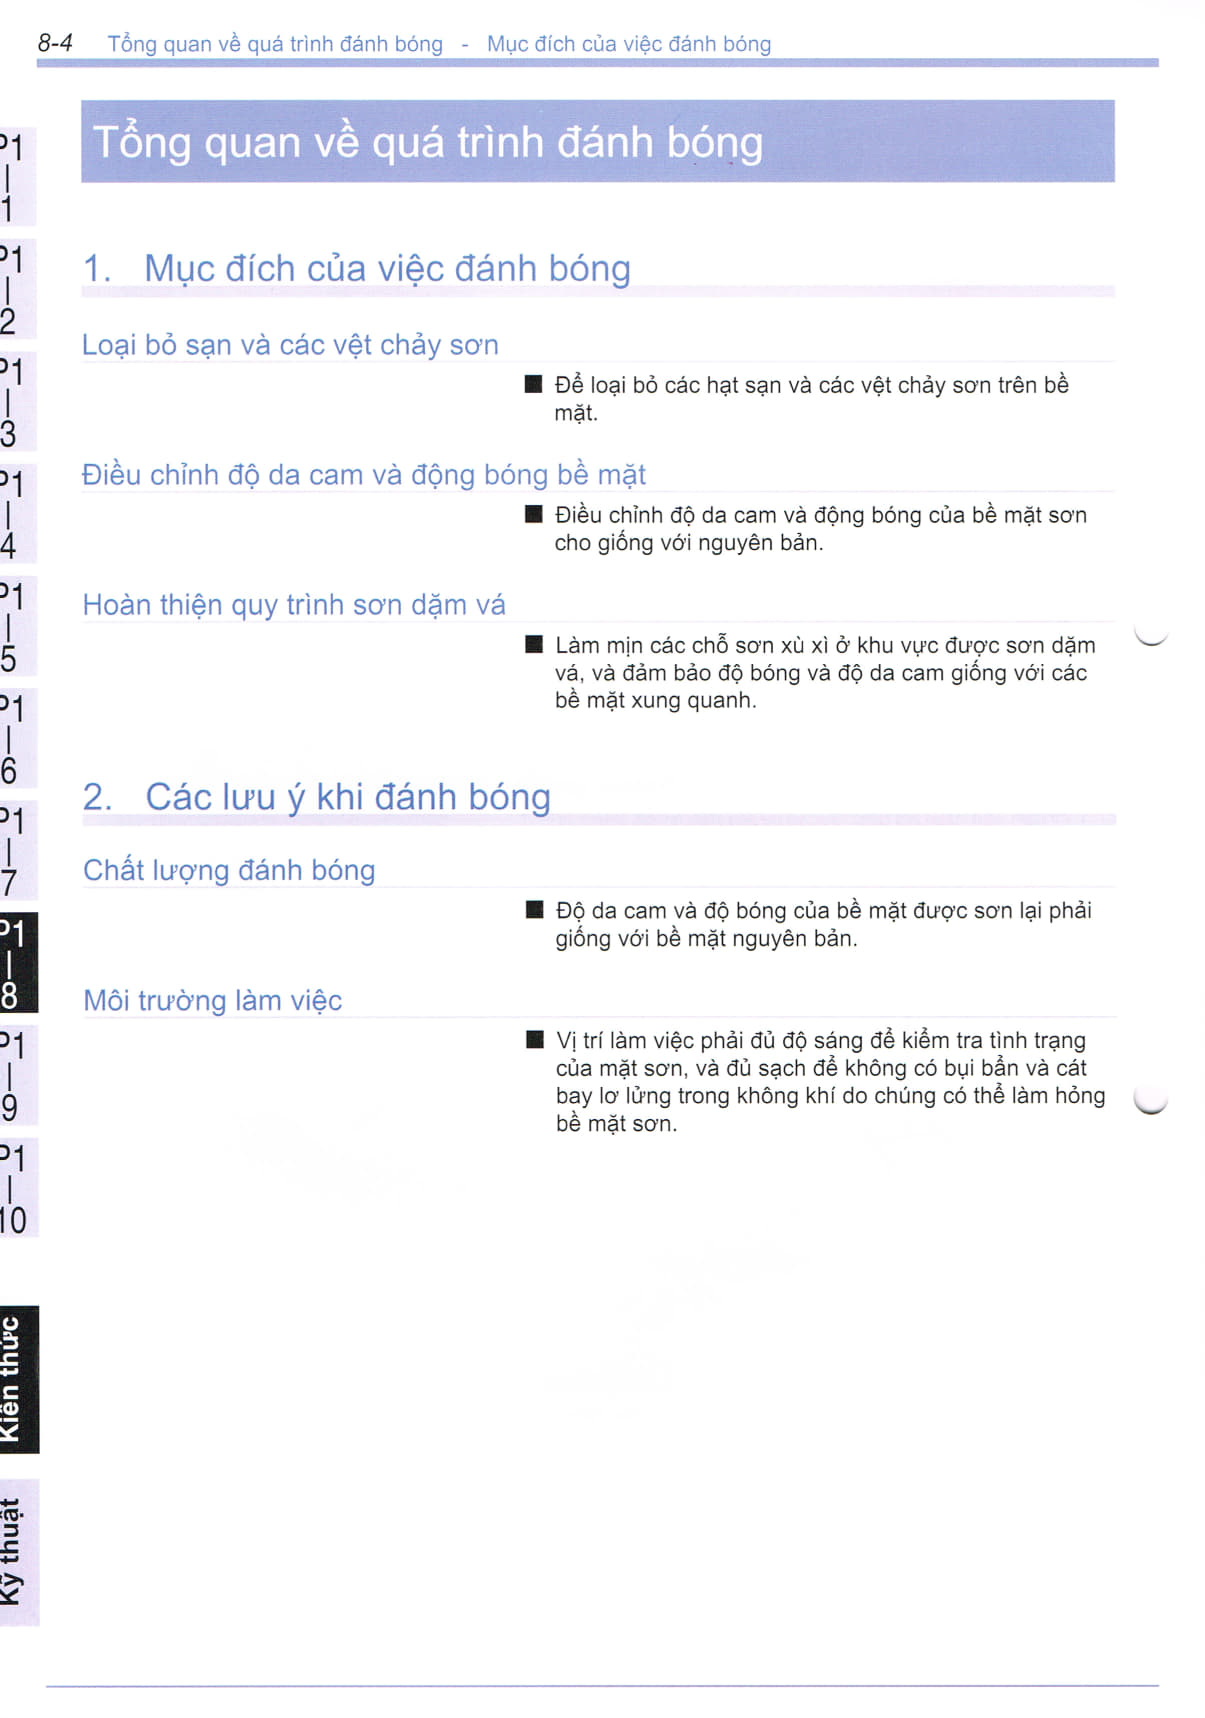 8-4 Tổng quan về quá trình đánh bóng - Mục đích của việc đánh bóng
Tổng quan về quá trình đánh bóng
1. Mục đích của việc đánh bóng
Loại bỏ sạn và các vệt chảy sơn
■ Để loại bỏ các hạt sạn và các vệt chảy sơn trên bề
mặt.
Điều chỉnh độ da cam và động bóng bề mặt
■ Điều chỉnh độ da cam và động bóng của bề mặt sơn
cho giống với nguyên bản.
Hoàn thiện quy trình sơn dặm vá
■ Làm mịn các chỗ sơn xù xì ở khu vực được sơn dặm
vá, và đảm bảo độ bóng và độ da cam giống với các
bề mặt xung quanh.
2. Các lưu ý khi đánh bóng
Chất lượng đánh bóng
■ Độ da cam và độ bóng của bề mặt được sơn lại phải
giống với bề mặt nguyên bản.
Môi trường làm việc
■ Vị trí làm việc phải đủ độ sáng để kiểm tra tình trạng
của mặt sơn, và đủ sạch để không có bụi bẩn và cát
bay lơ lửng trong không khí do chúng có thể làm hỏng
bề mặt sơn.
P1
1
P1
2
P1
3
P1
4
P1
5
P1
6
P1
7
P1
8
P1
9
P1
10
Kiến thức
Kỹ thuật